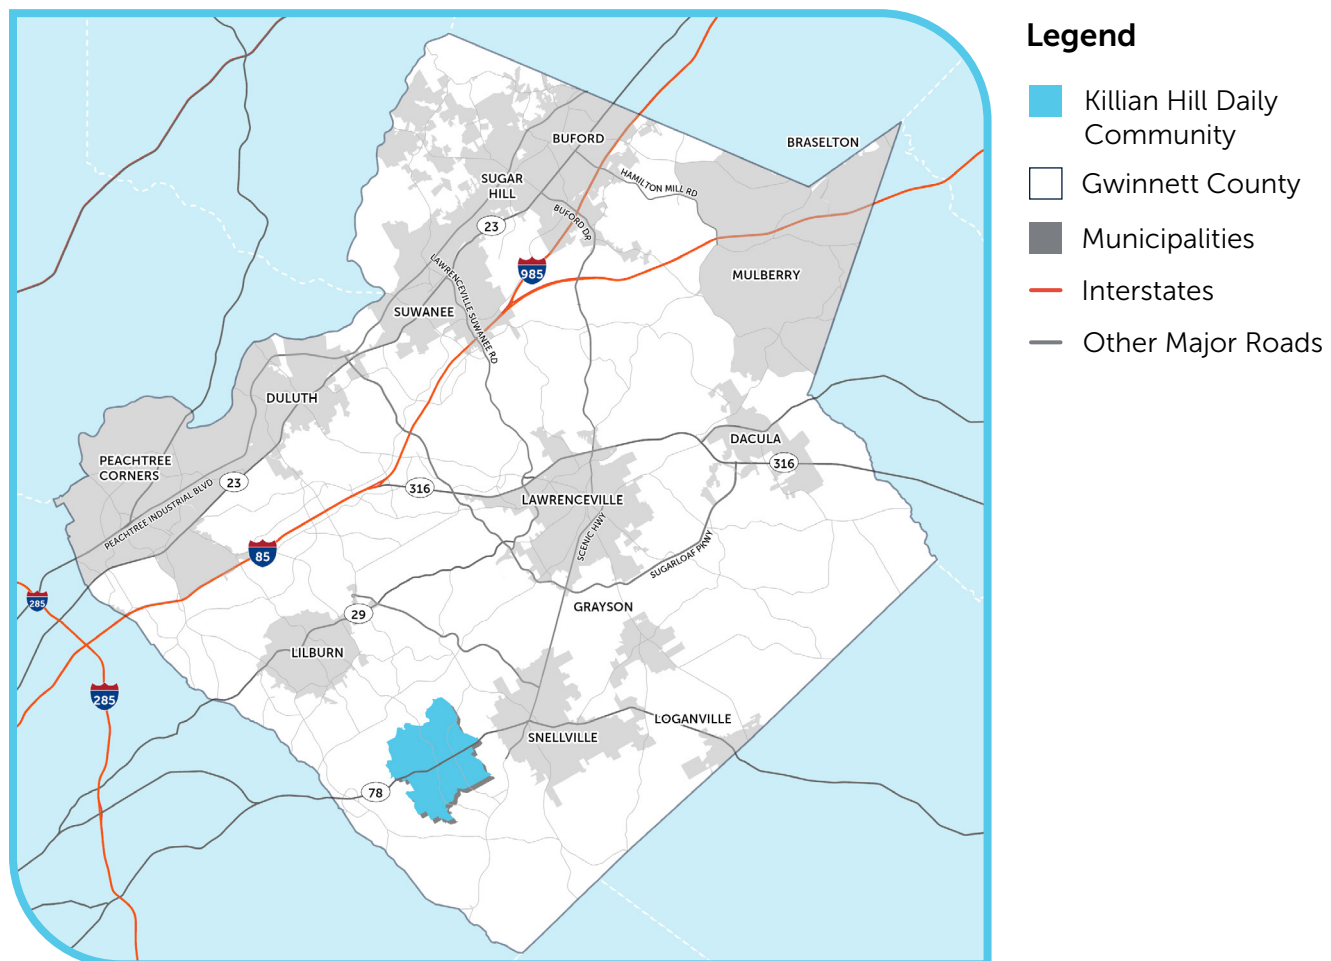 Legend
Killian Hill Daily
Community
Gwinnett County
Municipalities
Interstates
Other Major Roads
BUFORD
BRASELTON
SUGAR
HILL
HAMILTON MILL RD
BUFORD DR
23
LAWRENCEVILLE SUWANEE RD
985
MULBERRY
SUWANEE
DULUTH
DACULA
PEACHTREE
CORNERS
316
23
316
PEACHTREE INDUSTRIAL BLVD
LAWRENCEVILLE
SCENIC HWY
85
SUGARLOAF PKWY
285
GRAYSON
29
LILBURN
285
LOGANVILLE
SNELLVILLE
78